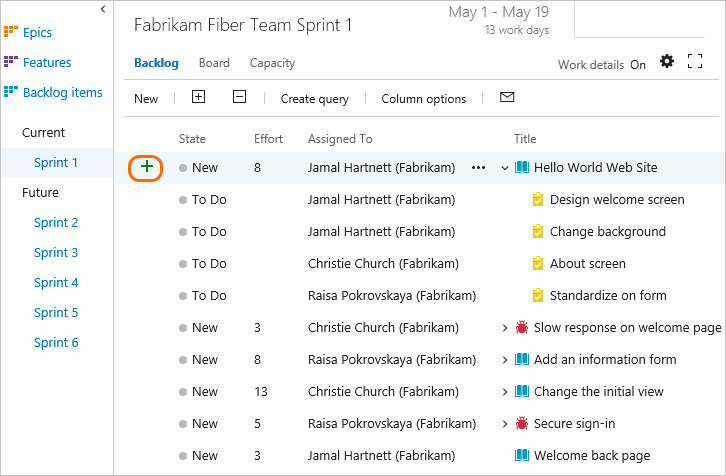 Epics
Features
Backlog items
Current
Sprint 1
Future
Sprint 2
Sprint 3
Sprint 4
Sprint 5
Sprint 6
Fabrikam Fiber Team Sprint 1
May 1 - May 19
13 work days
Backlog Board Capacity
Work details On
New Create query Column options
State Effort Assigned To Title
New 8 Jamal Hartnett (Fabrikam) ••• Hello World Web Site
To Do Jamal Hartnett (Fabrikam) Design welcome screen
To Do Jamal Hartnett (Fabrikam) Change background
To Do Christie Church (Fabrikam) About screen
To Do Raisa Pokrovskaya (Fabrikam) Standardize on form
New 3 Christie Church (Fabrikam) Slow response on welcome page
New 8 Raisa Pokrovskaya (Fabrikam) Add an information form
New 13 Christie Church (Fabrikam) Change the initial view
New 5 Raisa Pokrovskaya (Fabrikam) Secure sign-in
New 3 Jamal Hartnett (Fabrikam) Welcome back page